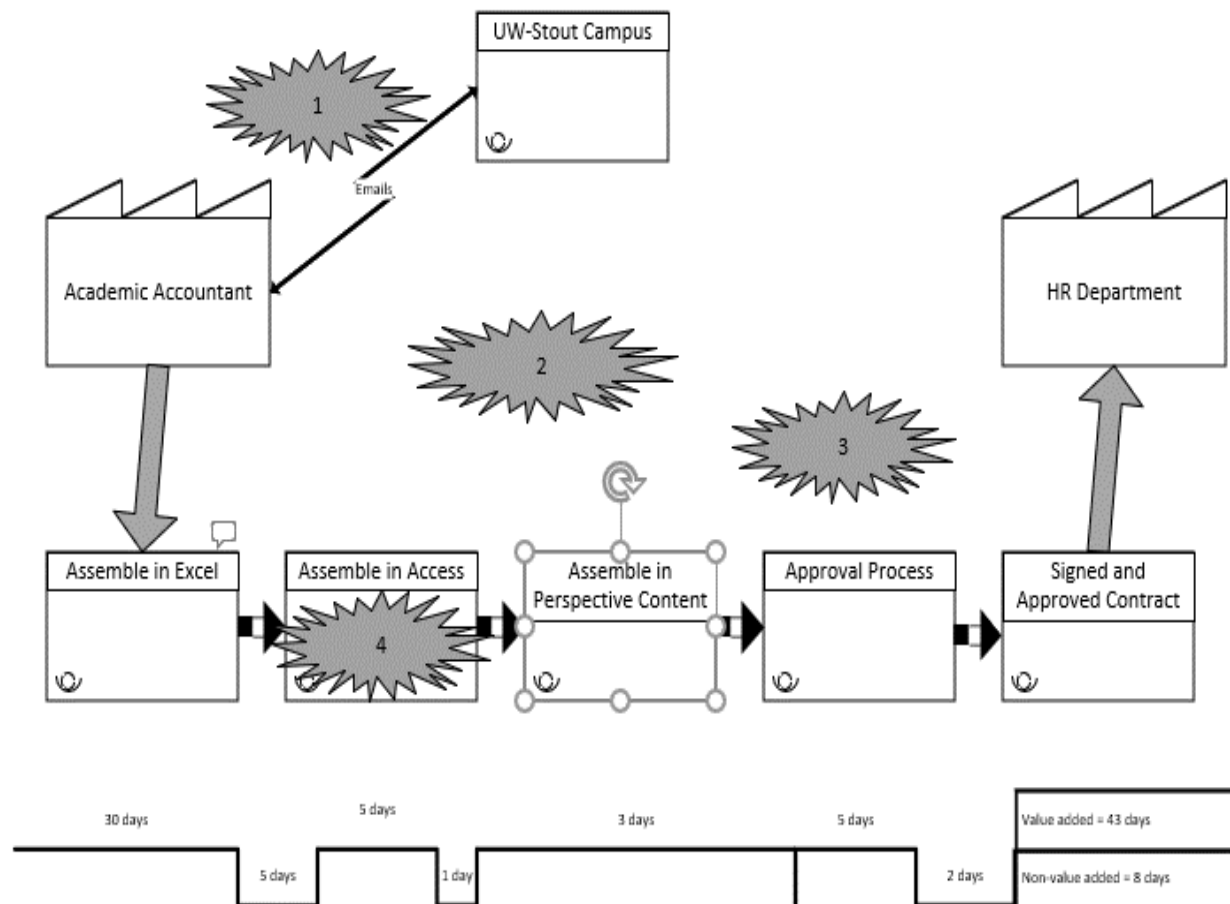 UW-Stout Campus
1
Emails
Academic Accountant
HR Department
2
3
Assemble in Excel
Assemble in Access
Assemble in
Perspective Content
Approval Process
Signed and
Approved Contract
4
30 days
5 days
3 days
5 days
Value added = 43 days
5 days
1 day
2 days
Non-value added = 8 days